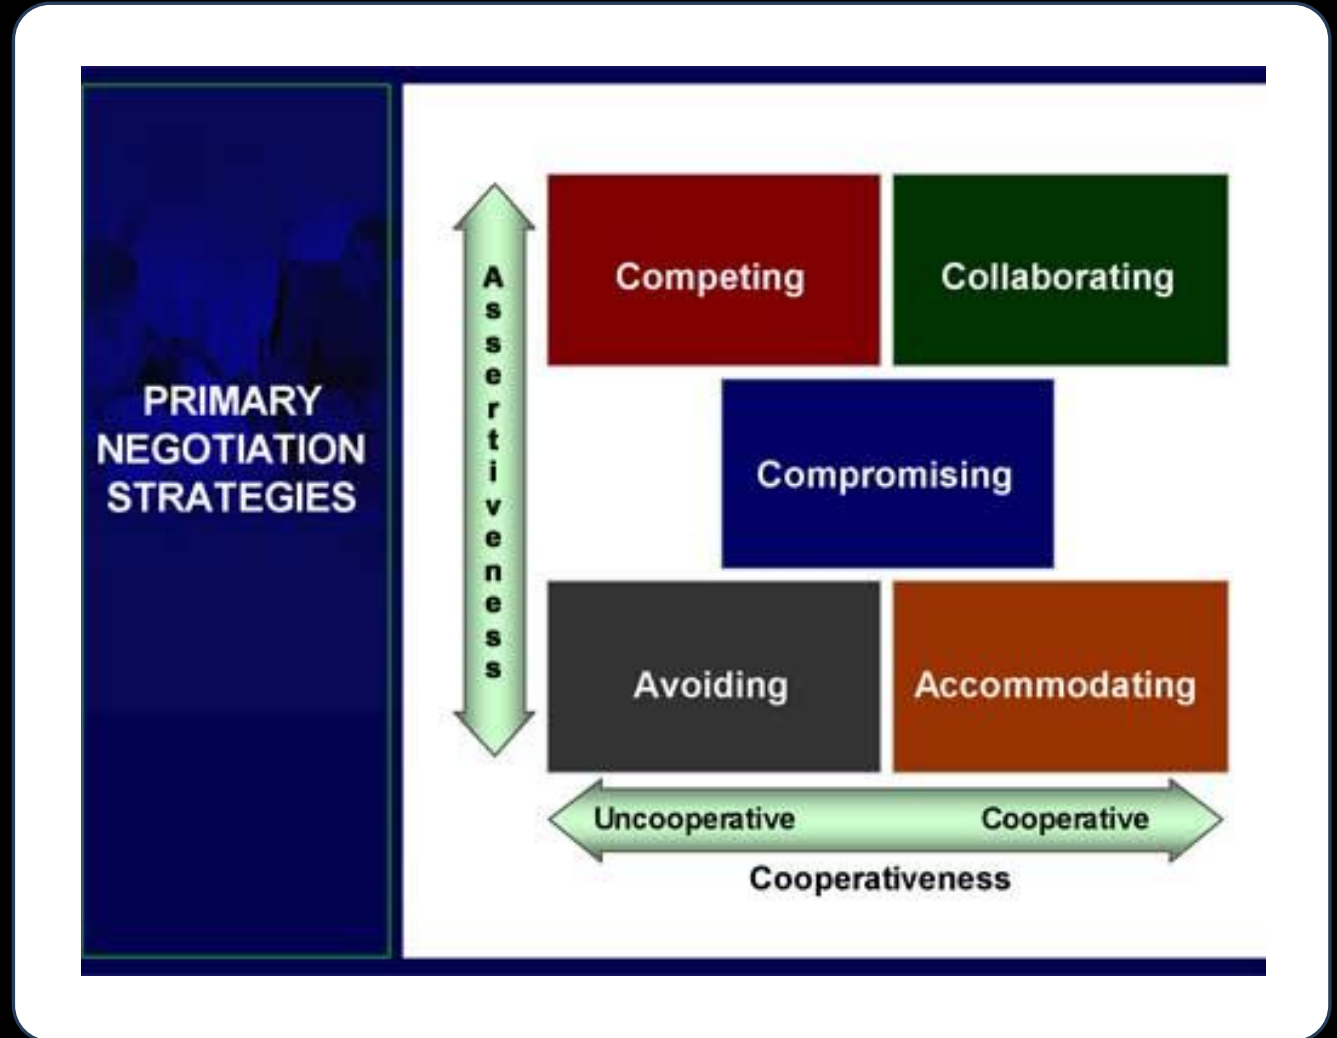 PRIMARY
NEGOTIATION
STRATEGIES
Assertiveness
Competing
Collaborating
Compromising
Avoiding
Accommodating
Uncooperative
Cooperative
Cooperativeness